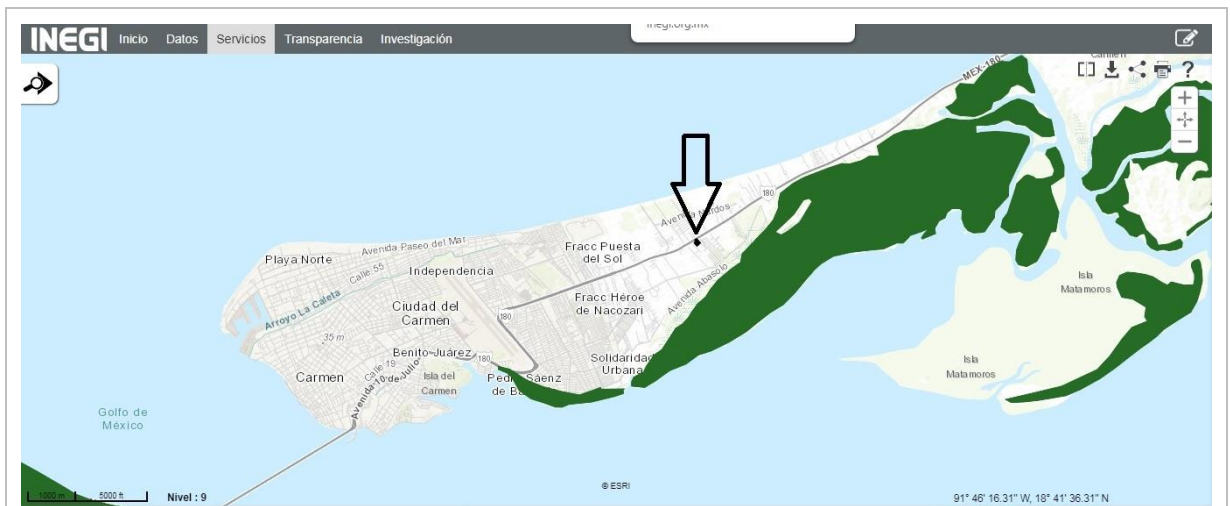 INEGI Inicio Datos Servicios Transparencia Investigación
inegi.org.mx
Carmen
?
MEX-180
+
−
180
Avenida Nardos
Avenida Paseo del Mar
Playa Norte
Fracc Puesta
del Sol
Calle 55
Independencia
Avenida Abasolo
Isla
Matamoros
Arroyo La Caleta
Ciudad del
Carmen
Fracc Héroe
de Nacozari
180
35 m
Benito-Juárez
180
Calle 19
Solidaridad
Urbana
Isla
Matamoros
Carmen
Avenida 10 de Julio
Isla del
Carmen
Sáenz
de
Golfo de
México
© ESRI
1000 m 5000 ft Nivel : 9
91° 46' 16.31" W, 18° 41' 36.31" N